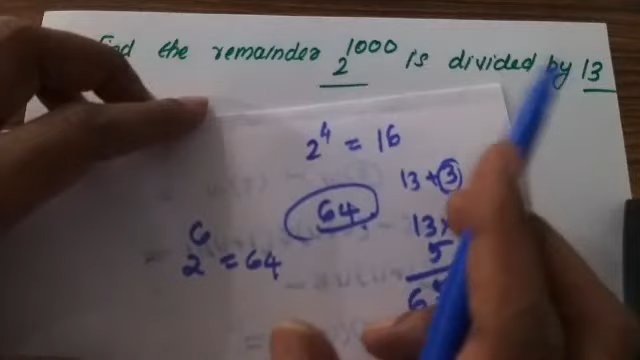 Find the remainder 2^1000 is divided by 13
2^4 = 16
13 + 3
64
13 ×
5
2^6 = 64